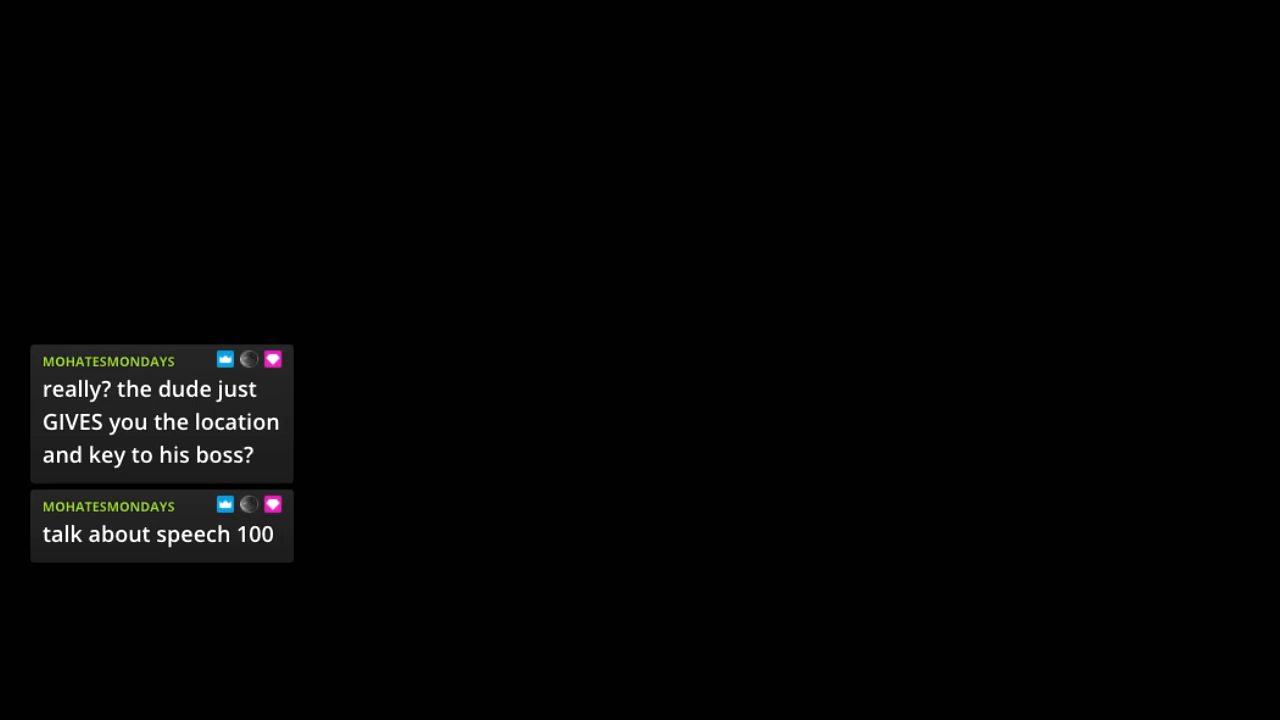 MOHATESMONDAYS
really? the dude just
GIVES you the location
and key to his boss?
MOHATESMONDAYS
talk about speech 100